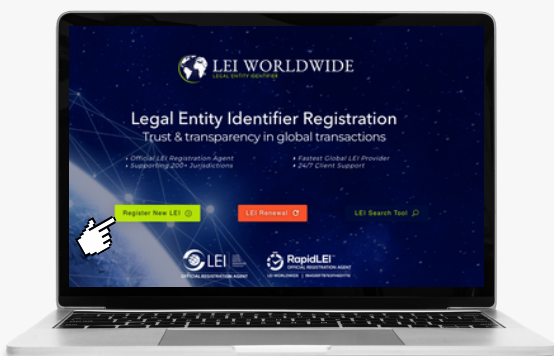 LEI WORLDWIDE
LEGAL ENTITY IDENTIFIER
Legal Entity Identifier Registration
Trust & transparency in global transactions
• Official LEI Registration Agent
• Fastest Global LEI Provider
• Supporting 200+ Jurisdictions
• 24/7 Client Support
Register New LEI
LEI Renewal
LEI Search Tool
LEI
OFFICIAL REGISTRATION AGENT
RapidLEI
OFFICIAL REGISTRATION AGENT
LEI WORLDWIDE |